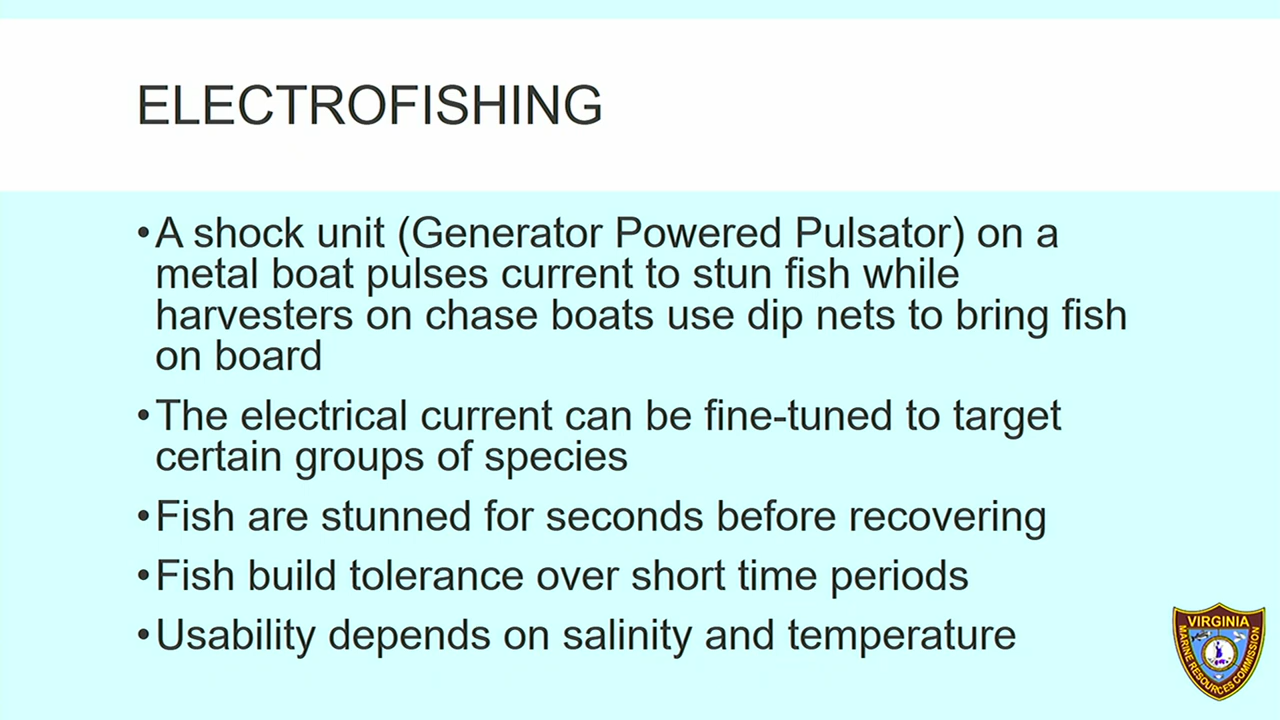 ELECTROFISHING
•A shock unit (Generator Powered Pulsator) on a
metal boat pulses current to stun fish while
harvesters on chase boats use dip nets to bring fish
on board
•The electrical current can be fine-tuned to target
certain groups of species
•Fish are stunned for seconds before recovering
•Fish build tolerance over short time periods
•Usability depends on salinity and temperature
VIRGINIA
MARINE RESOURCES COMMISSION